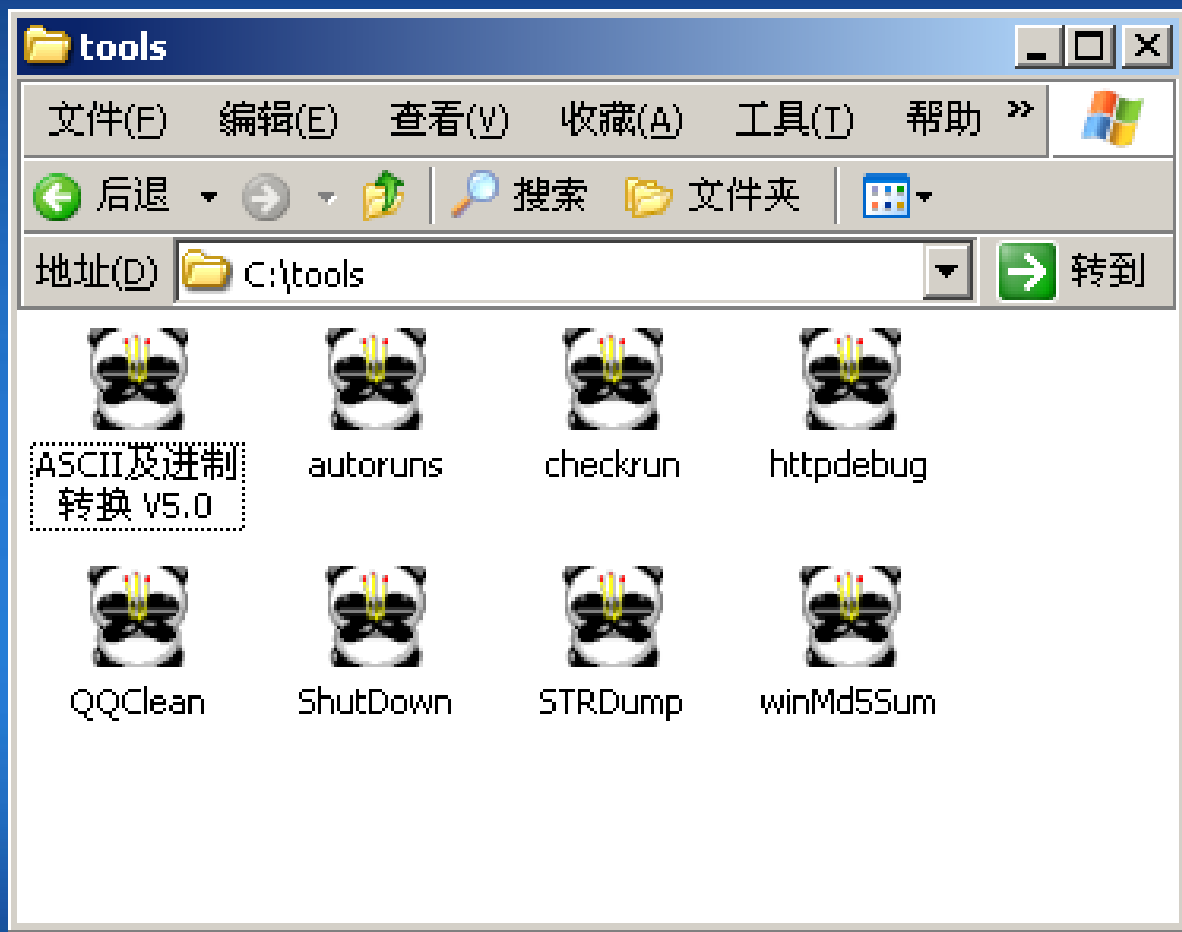 tools
文件(F) 编辑(E) 查看(V) 收藏(A) 工具(T) 帮助 »
后退 搜索 文件夹
地址(D) C:\tools 转到
ASCII及进制 autoruns checkrun httpdebug
转换 V5.0
QQClean ShutDown STRDump winMd5Sum